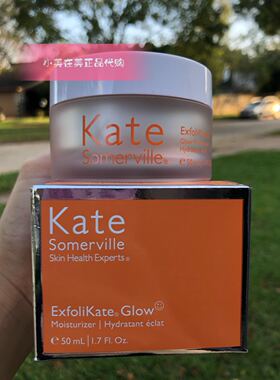 小美在美正品代购
Kate
Somerville®
Kate
Somerville
Skin Health Experts®
ExfoliKate® Glow
Moisturizer | Hydratant éclat
℮ 50 mL | 1.7 Fl. Oz.